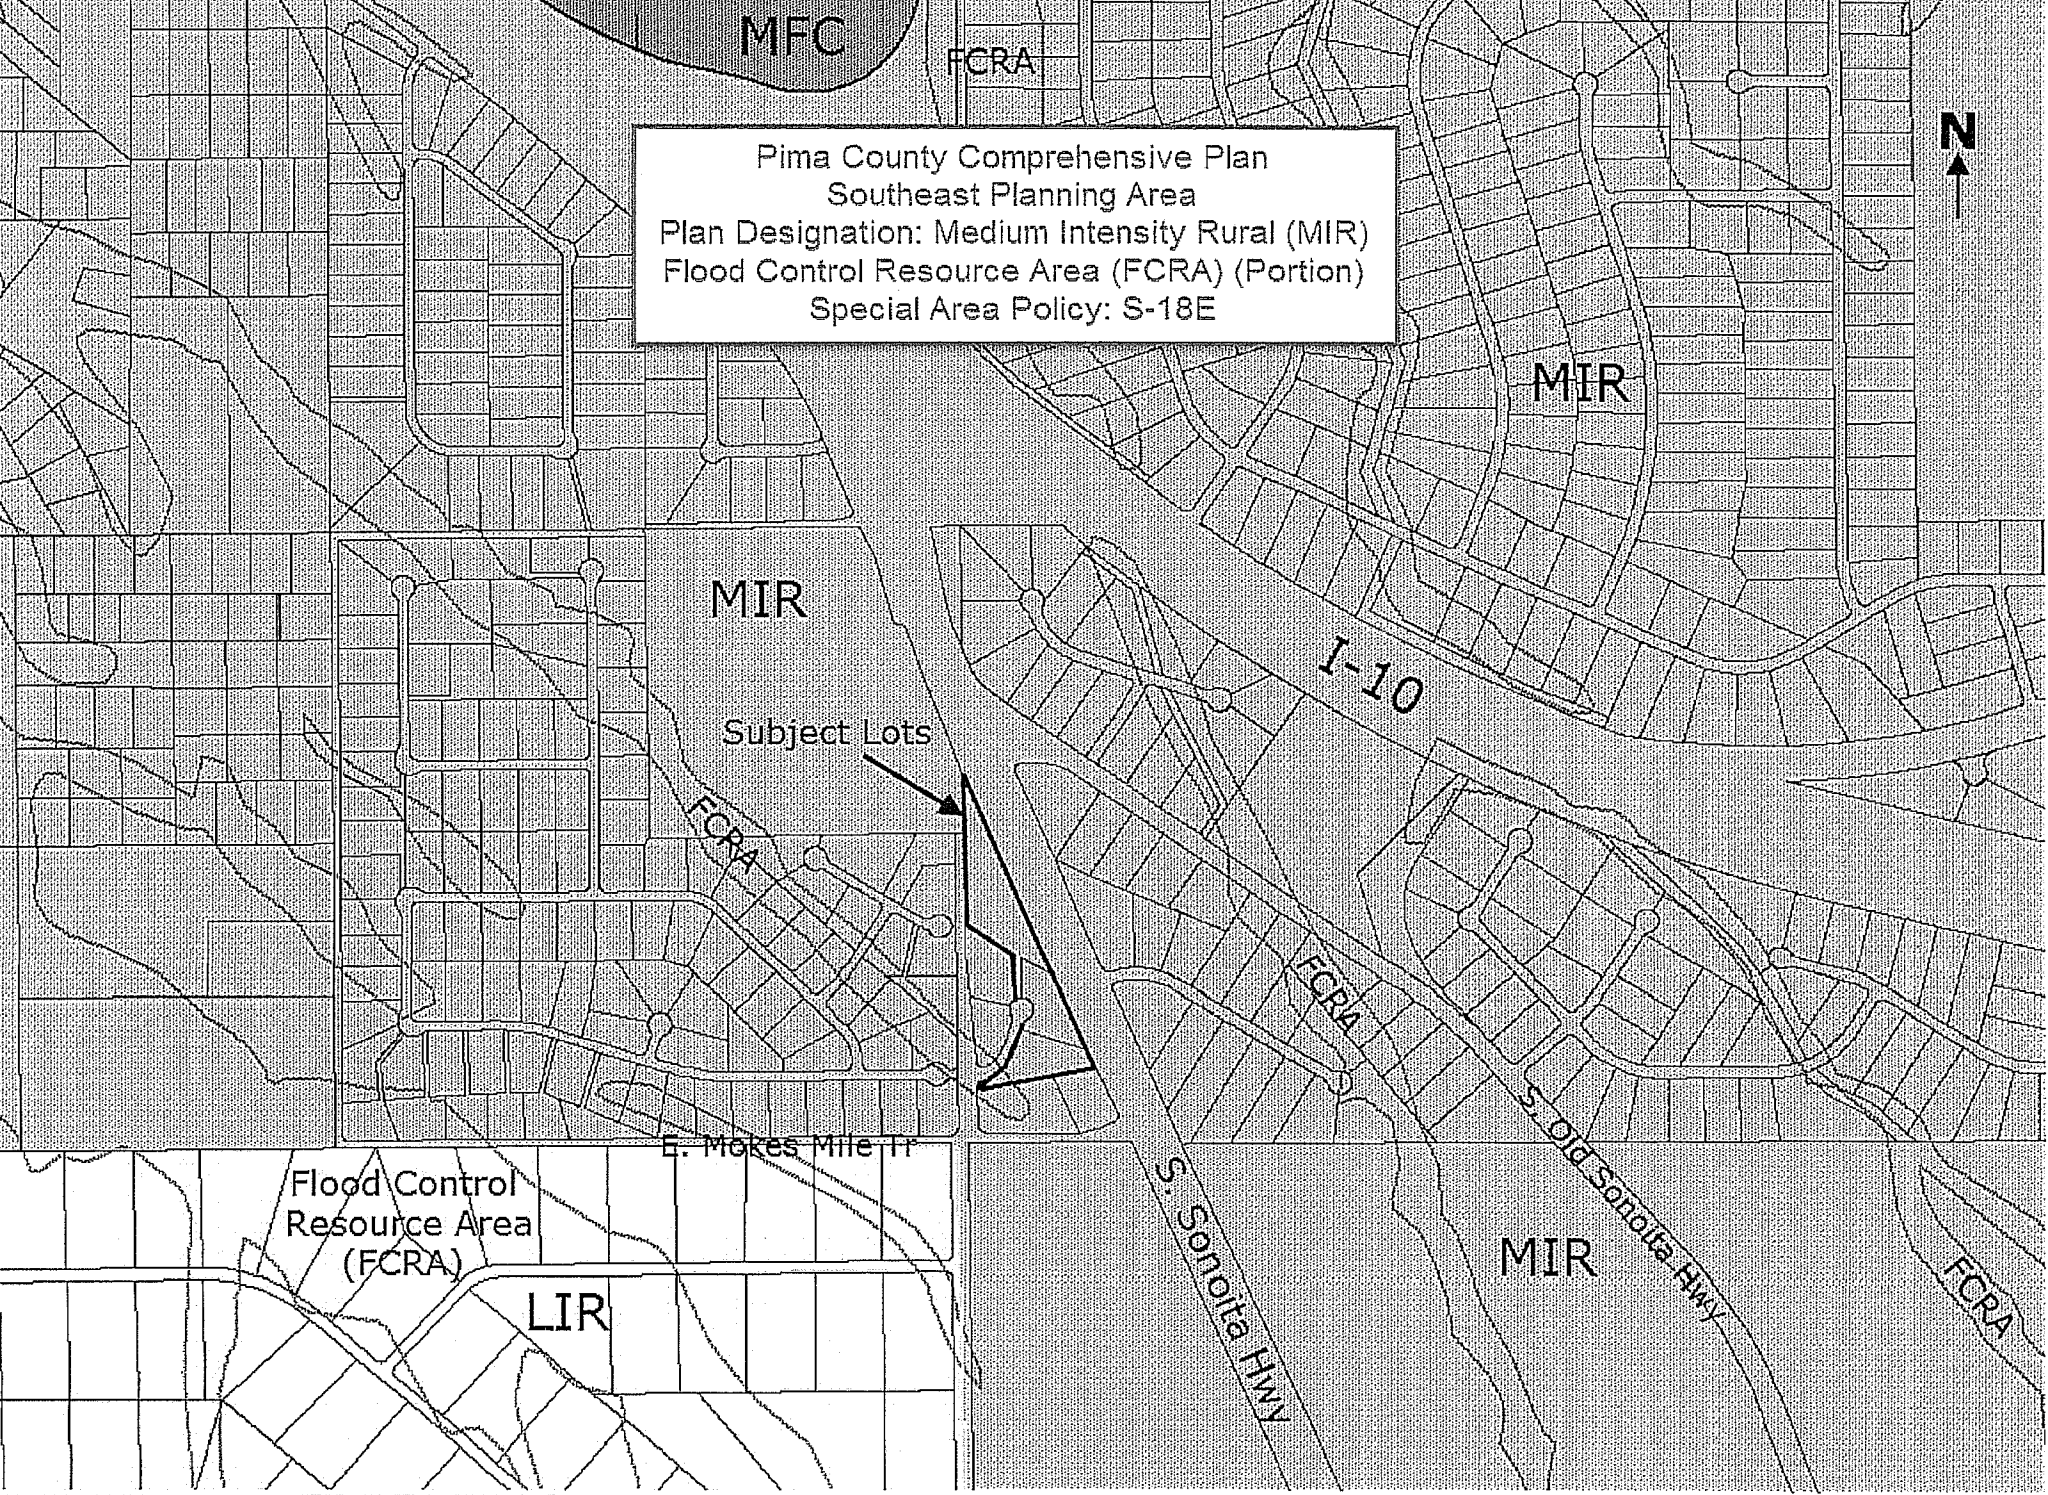 MFC
FCRA
N
Pima County Comprehensive Plan
Southeast Planning Area
Plan Designation: Medium Intensity Rural (MIR)
Flood Control Resource Area (FCRA) (Portion)
Special Area Policy: S-18E
MIR
MIR
I-10
Subject Lots
FCRA
FCRA
E. Mokes Mile Tr
S. Old Sonoita Hwy
S. Sonoita Hwy
Flood Control
Resource Area
(FCRA)
LIR
MIR
FCRA